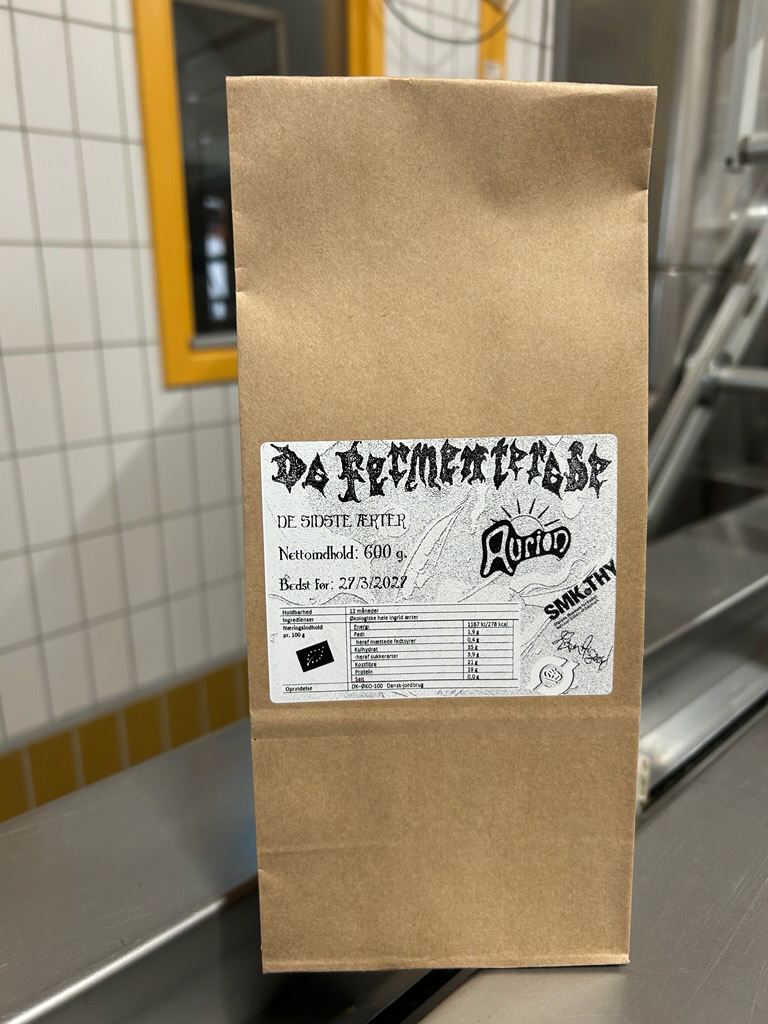 De fermenterede
DE SIDSTE ÆRTER
Nettoindhold: 600 g.
Bedst før: 27/3/2027
Aurion
SMK THY
Holdbarhed 12 måneder
Ingredienser Økologiske hele Ingrid ærter
Næringsindhold pr. 100 g
Energi 1167 kJ/278 kcal
Fedt 1,9 g
-heraf mættede fedtsyrer 0,4 g
Kulhydrat 35 g
-heraf sukkerarter 3,9 g
Kostfibre 21 g
Protein 19 g
Salt 0,0 g
Oprindelse DK-ØKO-100 Dansk-Jordbrug